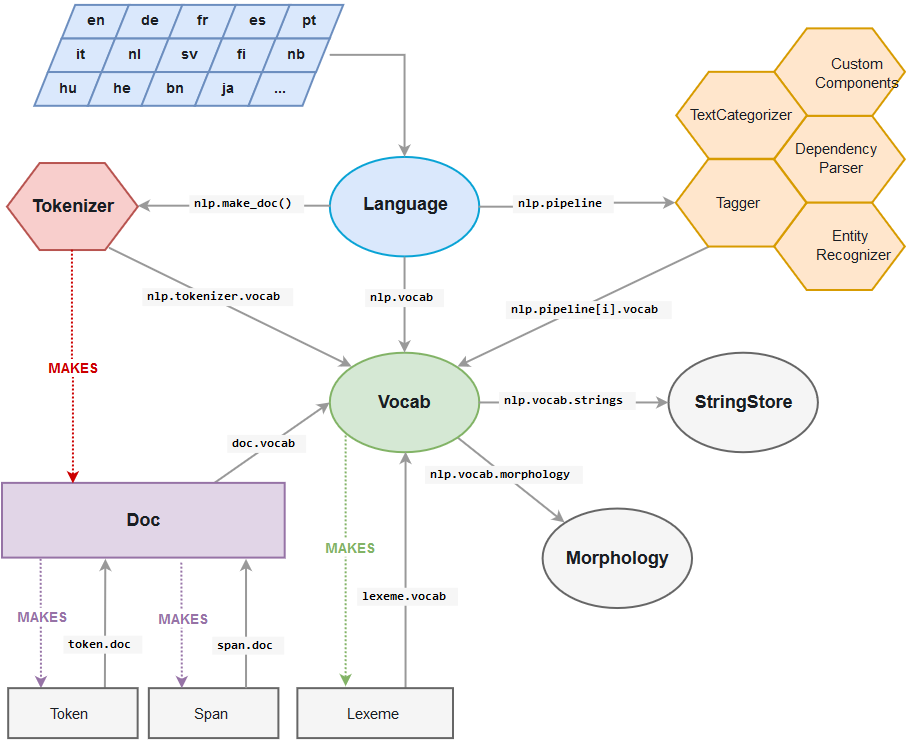 en de fr es pt
it nl sv fi nb
hu he bn ja ...
Custom
Components
TextCategorizer
Dependency
Parser
Tokenizer
nlp.make_doc()
Language
nlp.pipeline
Tagger
Entity
Recognizer
nlp.tokenizer.vocab
nlp.vocab
nlp.pipeline[i].vocab
MAKES
Vocab
nlp.vocab.strings
StringStore
doc.vocab
nlp.vocab.morphology
Doc
MAKES
Morphology
lexeme.vocab
MAKES
MAKES
token.doc
span.doc
Token
Span
Lexeme